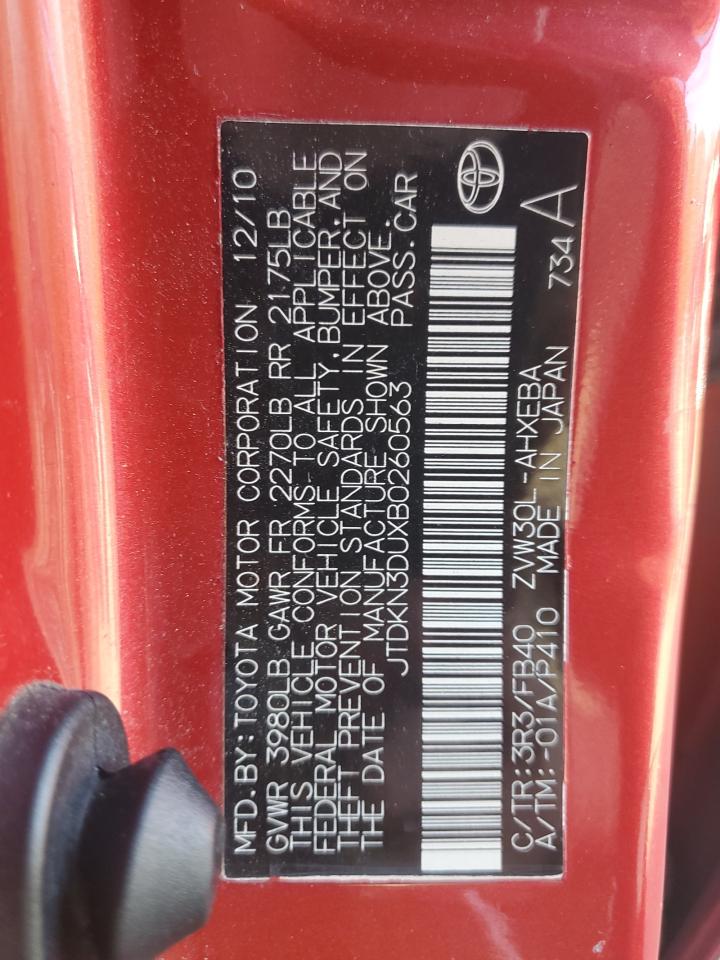 MFD.BY:TOYOTA MOTOR CORPORATION 12/10
GVWR 3980LB GAWR FR 2270LB RR 2175LB
THIS VEHICLE CONFORMS TO ALL APPLICABLE
FEDERAL MOTOR VEHICLE SAFETY,BUMPER,AND
THEFT PREVENTION STANDARDS IN EFFECT ON
THE DATE OF MANUFACTURE SHOWN ABOVE.
JTDKN3DUXB0260563 PASS.CAR
C/TR:3R3/FB40 ZVW30L-AHXEBA
A/TM:-01A/P410 MADE IN JAPAN 734 A